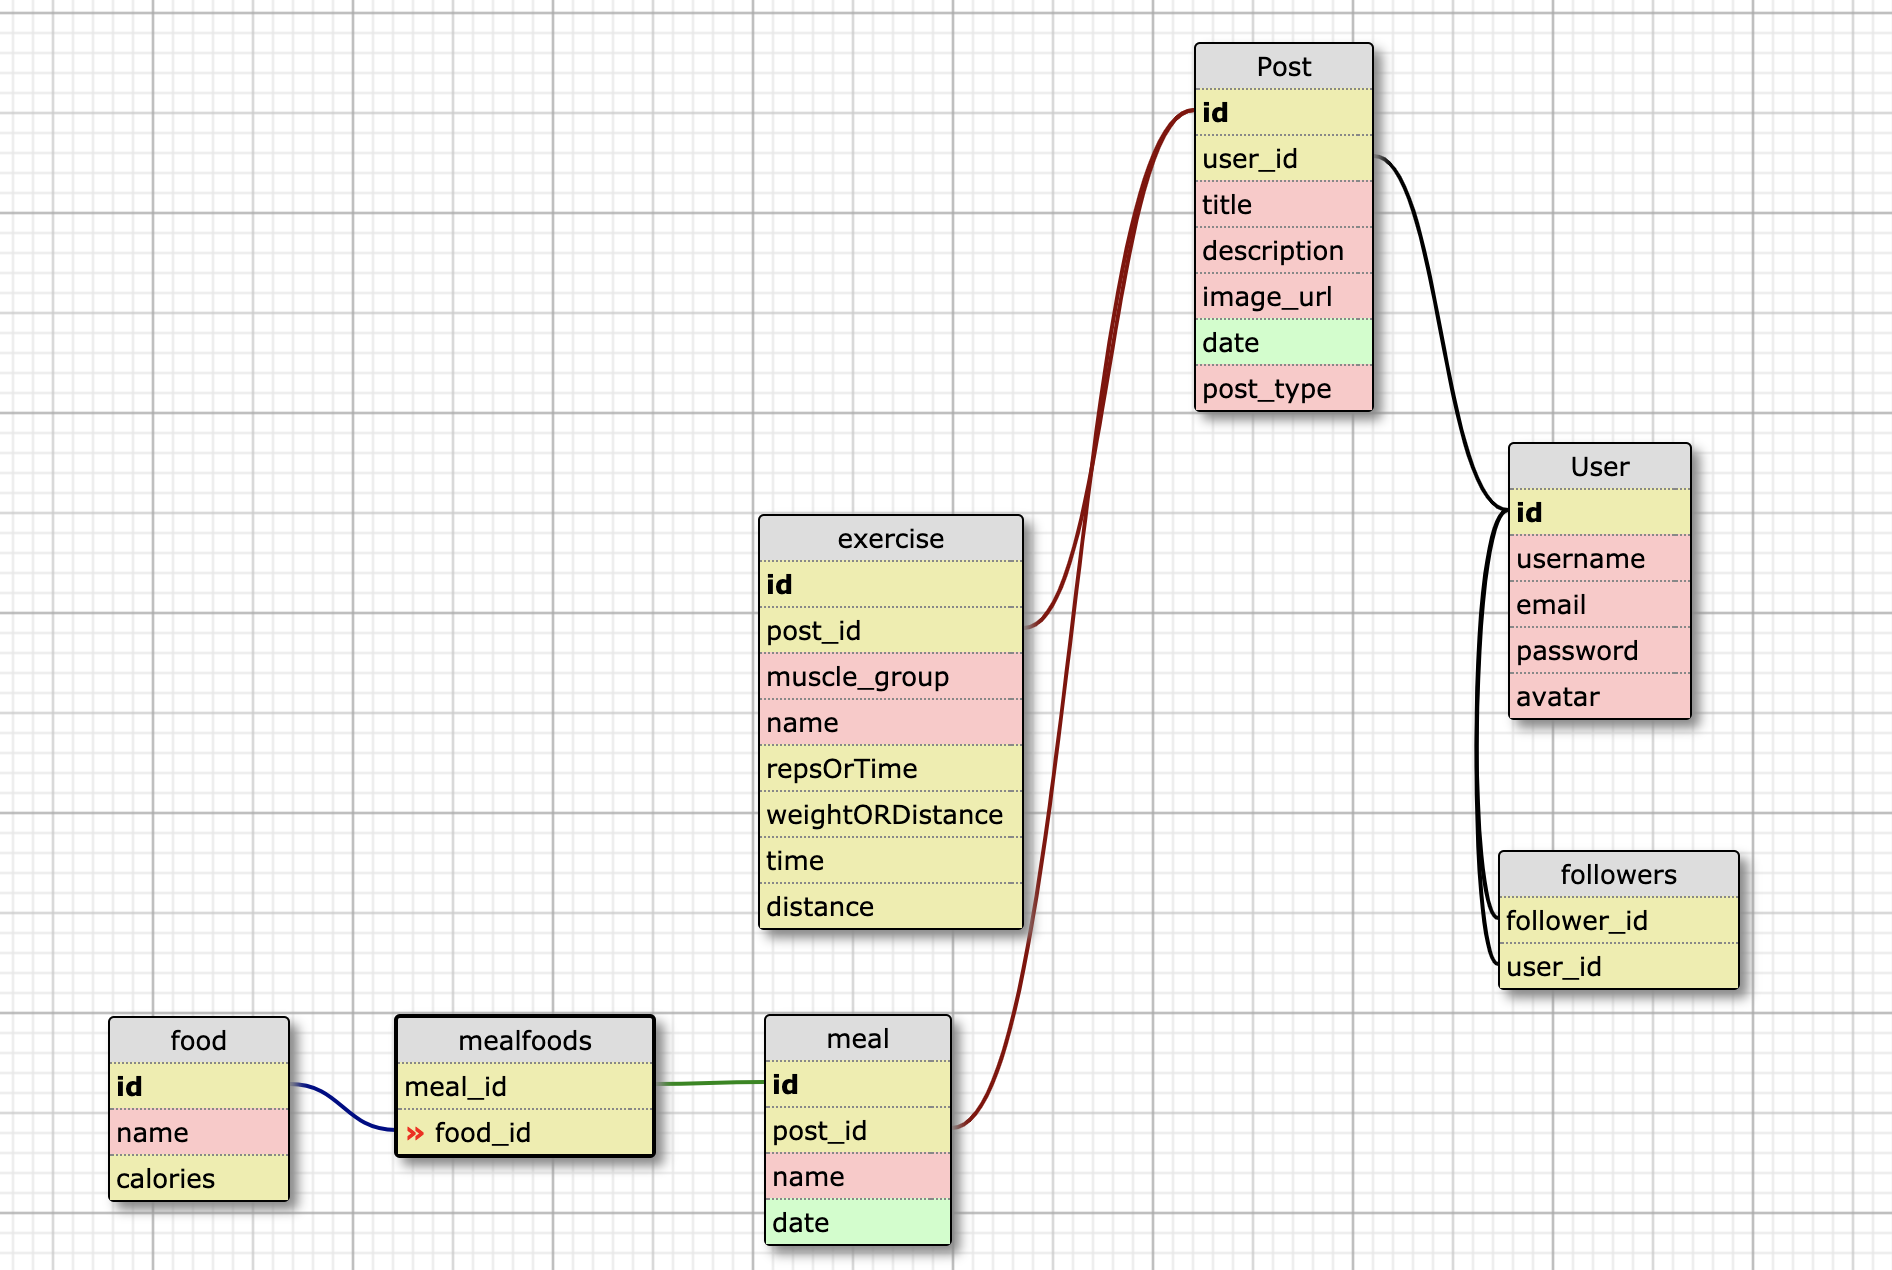 Post
id
user_id
title
description
image_url
date
post_type
User
id
username
email
password
avatar
exercise
id
post_id
muscle_group
name
repsOrTime
weightORDistance
time
distance
followers
follower_id
user_id
food
id
name
calories
mealfoods
meal_id
» food_id
meal
id
post_id
name
date